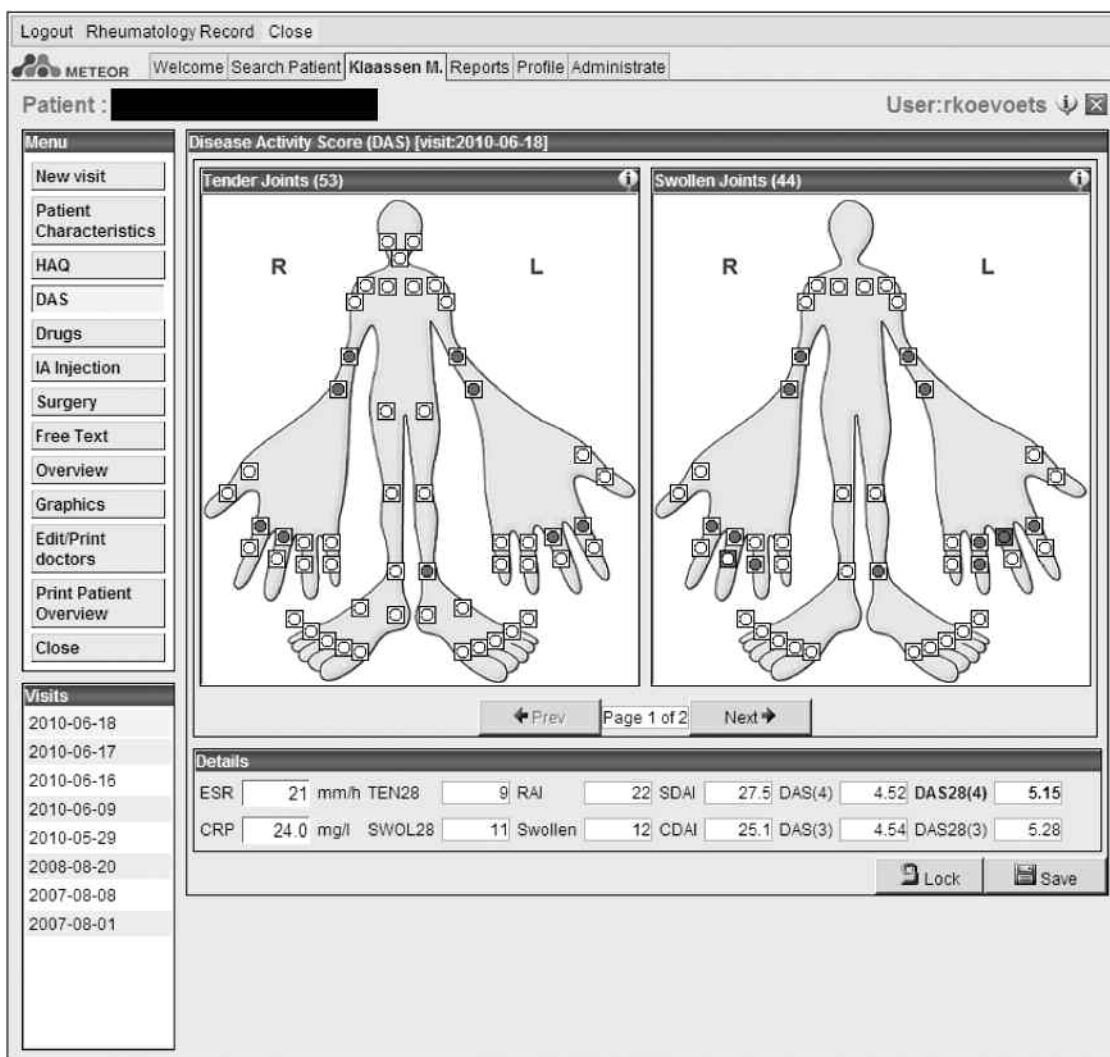 Logout Rheumatology Record Close
METEOR Welcome Search Patient Klaassen M. Reports Profile Administrate
Patient : User:rkoevoets
Menu
New visit
Patient
Characteristics
HAQ
DAS
Drugs
IA Injection
Surgery
Free Text
Overview
Graphics
Edit/Print
doctors
Print Patient
Overview
Close
Visits
2010-06-18
2010-06-17
2010-06-16
2010-06-09
2010-05-29
2008-08-20
2007-08-08
2007-08-01
Disease Activity Score (DAS) [visit:2010-06-18]
Tender Joints (53)
R L
Swollen Joints (44)
R L
Prev Page 1 of 2 Next
Details
ESR 21 mm/h TEN28 9 RAI 22 SDAI 27.5 DAS(4) 4.52 DAS28(4) 5.15
CRP 24.0 mg/l SWOL28 11 Swollen 12 CDAI 25.1 DAS(3) 4.54 DAS28(3) 5.28
Lock Save